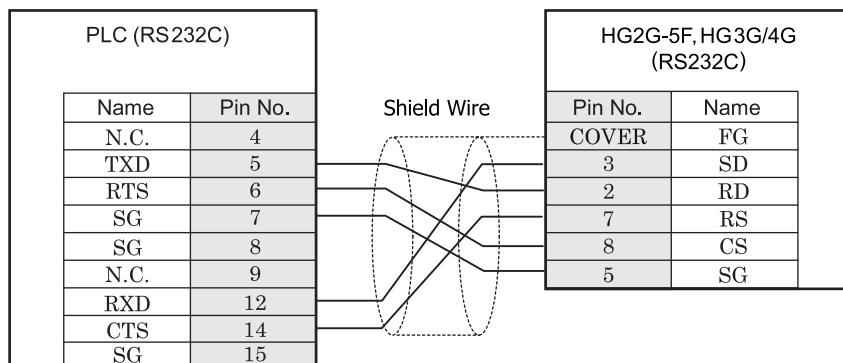 PLC (RS232C)
Name Pin No.
N.C. 4
TXD 5
RTS 6
SG 7
SG 8
N.C. 9
RXD 12
CTS 14
SG 15
Shield Wire
HG2G-5F, HG3G/4G
(RS232C)
Pin No. Name
COVER FG
3 SD
2 RD
7 RS
8 CS
5 SG